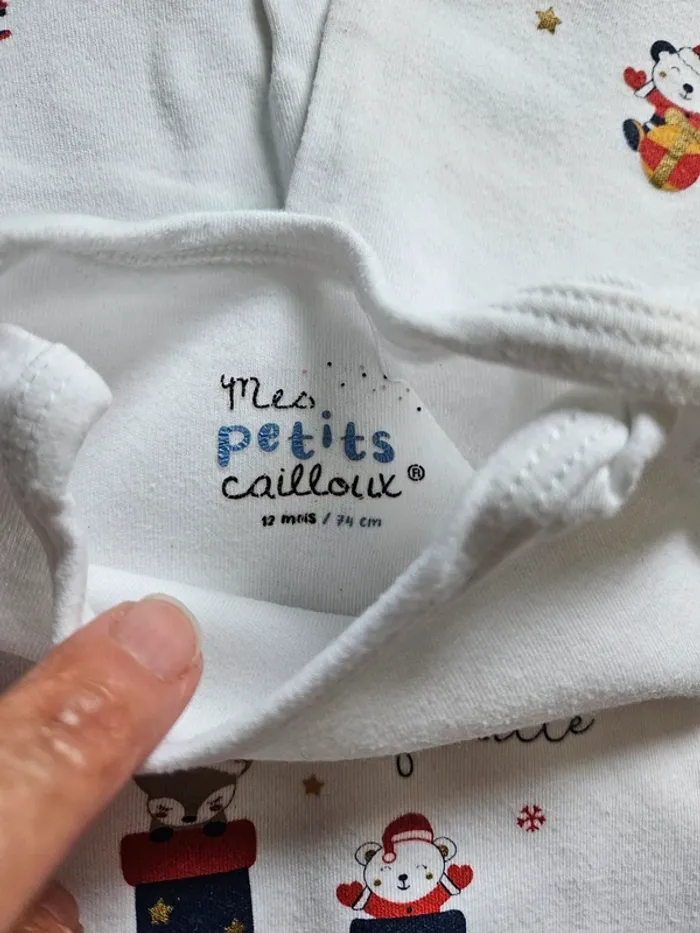 Mes
petits
cailloux®
12 mois / 74 cm